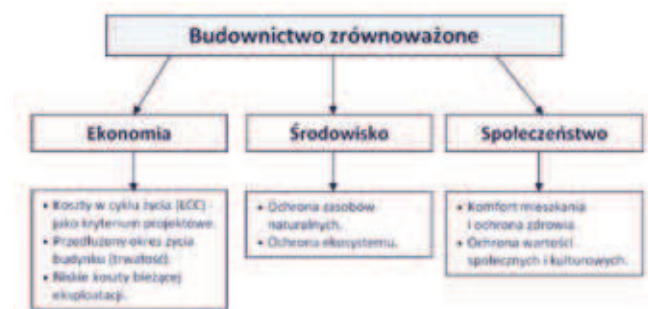 Budownictwo zrównoważone
Ekonomia
Środowisko
Społeczeństwo
• Koszty w cyklu życia (LCC) -
jako kryterium projektowe.
• Przedłużony okres życia
budynku (trwałość).
• Niskie koszty bieżącej
eksploatacji.
• Ochrona zasobów
naturalnych.
• Ochrona ekosystemu.
• Komfort mieszkania
i ochrona zdrowia.
• Ochrona wartości
społecznych i kulturowych.